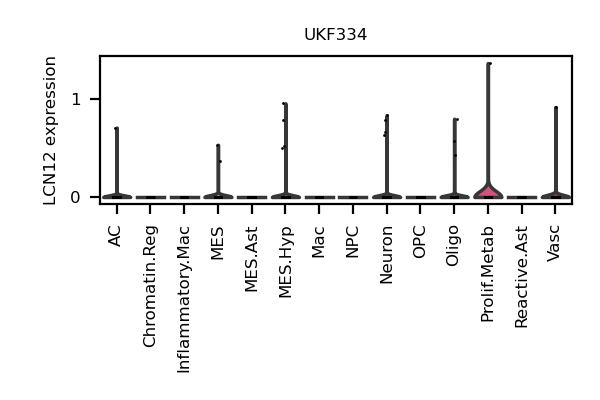 UKF334
LCN12 expression
1
0
AC
Chromatin.Reg
Inflammatory.Mac
MES
MES.Ast
MES.Hyp
Mac
NPC
Neuron
OPC
Oligo
Prolif.Metab
Reactive.Ast
Vasc